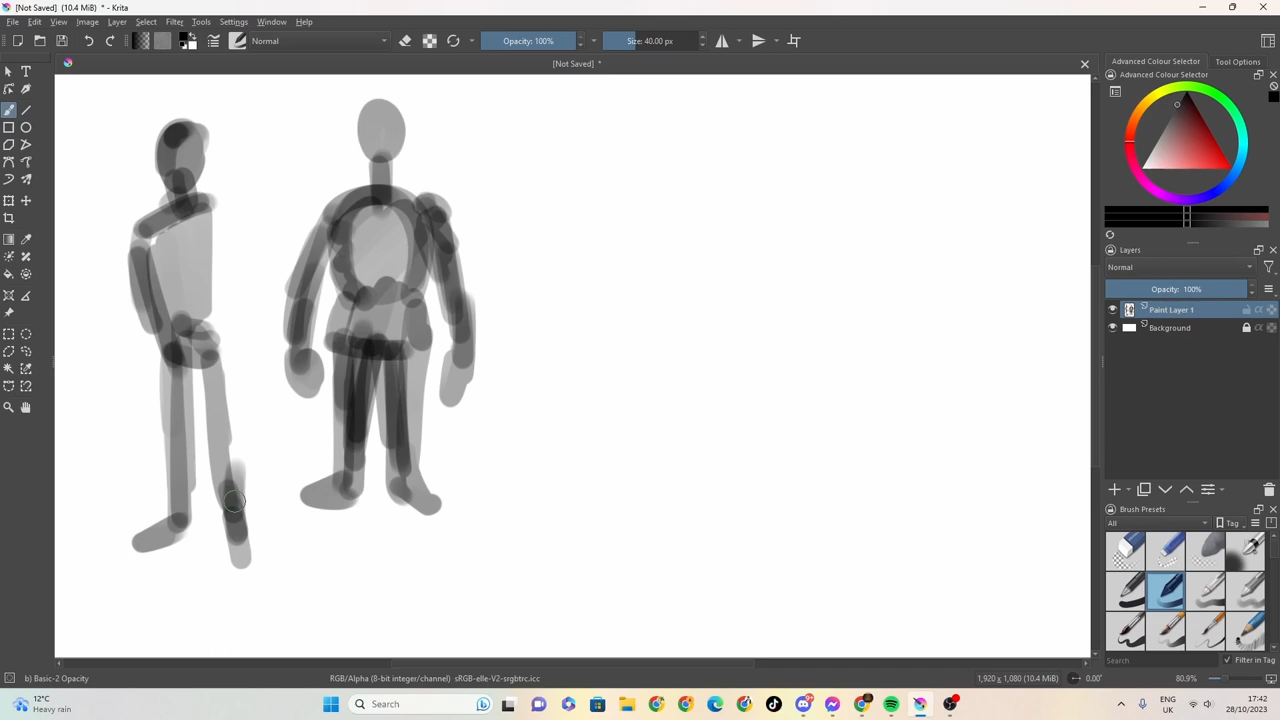 [Not Saved] (10.4 MiB) * - Krita
File Edit View Image Layer Select Filter Tools Settings Window Help
Normal
Opacity: 100%
Size: 40.00 px
[Not Saved] *
Advanced Colour Selector
Tool Options
Advanced Colour Selector
Layers
Normal
Opacity: 100%
Paint Layer 1
Background
Brush Presets
All
Tag
Search
Filter in Tag
b) Basic-2 Opacity
RGB/Alpha (8-bit integer/channel) sRGB-elle-V2-srgbtrc.icc
1,920 x 1,080 (10.4 MiB)
0.00°
80.9%
12°C
Heavy rain
Search
ENG
UK
17:42
28/10/2023